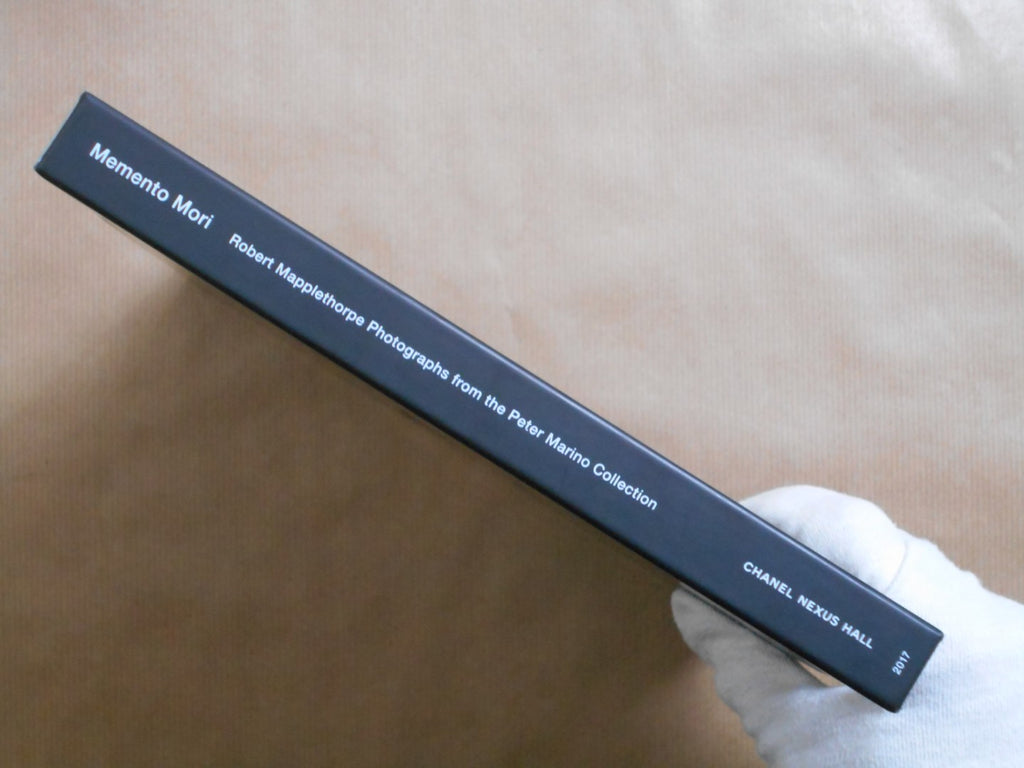 Memento Mori
Robert Mapplethorpe Photographs from the Peter Marino Collection
CHANEL NEXUS HALL
2017